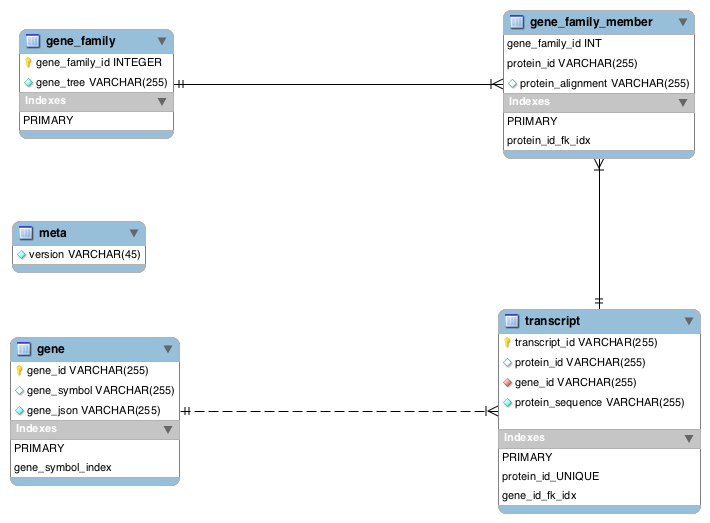 gene_family
gene_family_id INTEGER
gene_tree VARCHAR(255)
Indexes
PRIMARY
gene_family_member
gene_family_id INT
protein_id VARCHAR(255)
protein_alignment VARCHAR(255)
Indexes
PRIMARY
protein_id_fk_idx
meta
version VARCHAR(45)
gene
gene_id VARCHAR(255)
gene_symbol VARCHAR(255)
gene_json VARCHAR(255)
Indexes
PRIMARY
gene_symbol_index
transcript
transcript_id VARCHAR(255)
protein_id VARCHAR(255)
gene_id VARCHAR(255)
protein_sequence VARCHAR(255)
Indexes
PRIMARY
protein_id_UNIQUE
gene_id_fk_idx